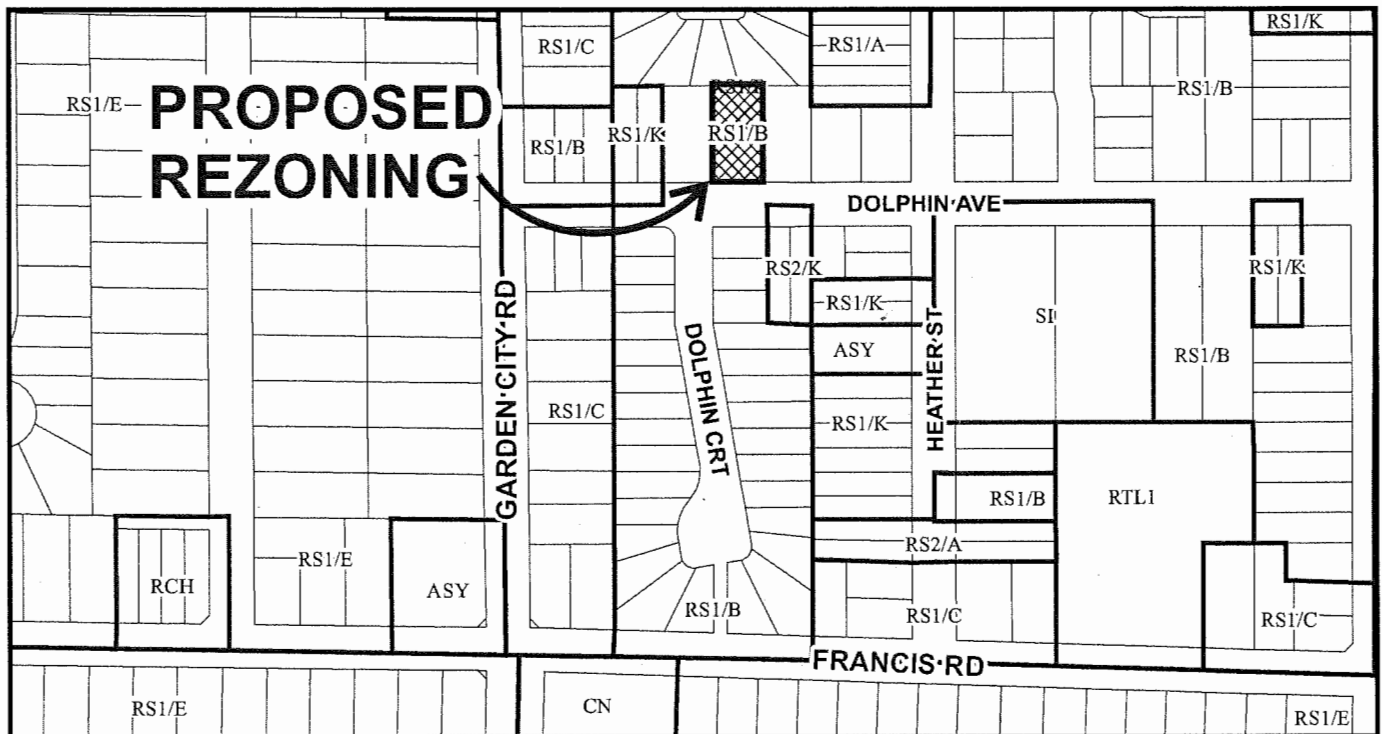 RS1/K
RS1/C
RS1/A
RS1/E
PROPOSED
REZONING
RS1/B
RS1/K
RS1/B
RS1/B
DOLPHIN AVE
RS2/K
RS1/K
RS1/K
SI
ASY
RS1/B
GARDEN CITY RD
DOLPHIN CRT
HEATHER ST
RS1/C
RS1/K
RS1/B
RTL1
RS2/A
RS1/E
RCH
ASY
RS1/B
RS1/C
RS1/C
FRANCIS RD
RS1/E
CN
RS1/E